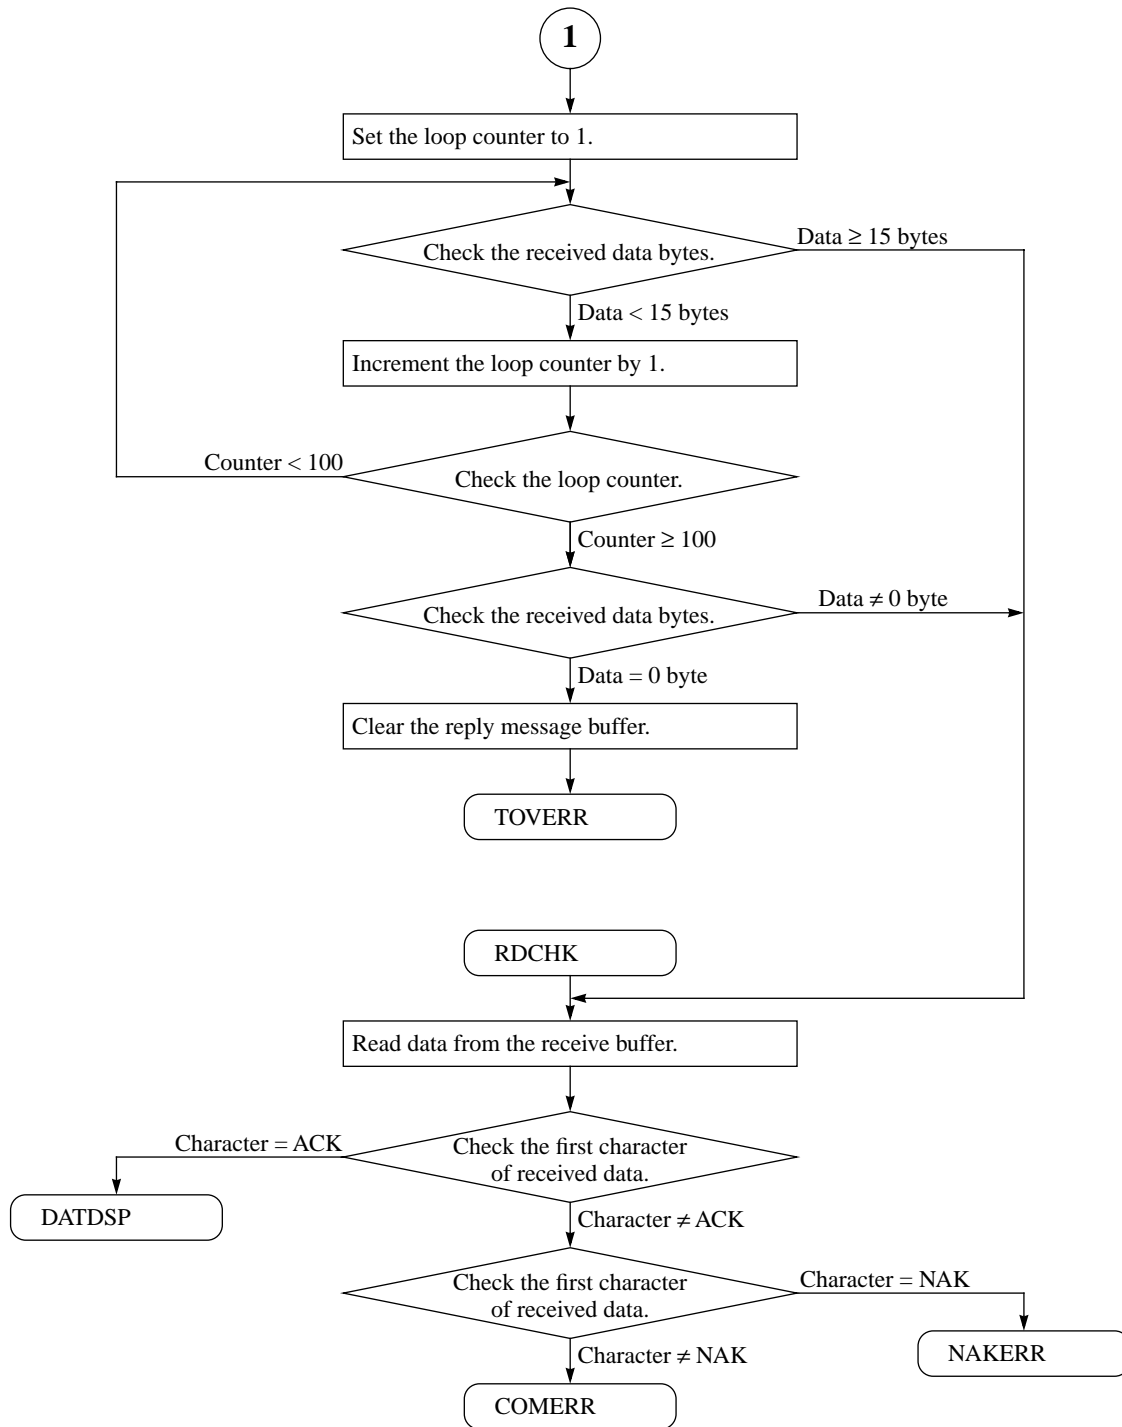 1
Set the loop counter to 1.
Check the received data bytes.
Data ≥ 15 bytes
Data < 15 bytes
Increment the loop counter by 1.
Counter < 100
Check the loop counter.
Counter ≥ 100
Check the received data bytes.
Data ≠ 0 byte
Data = 0 byte
Clear the reply message buffer.
TOVERR
RDCHK
Read data from the receive buffer.
Character = ACK
Check the first character
of received data.
DATDSP
Character ≠ ACK
Check the first character
of received data.
Character = NAK
Character ≠ NAK
NAKERR
COMERR